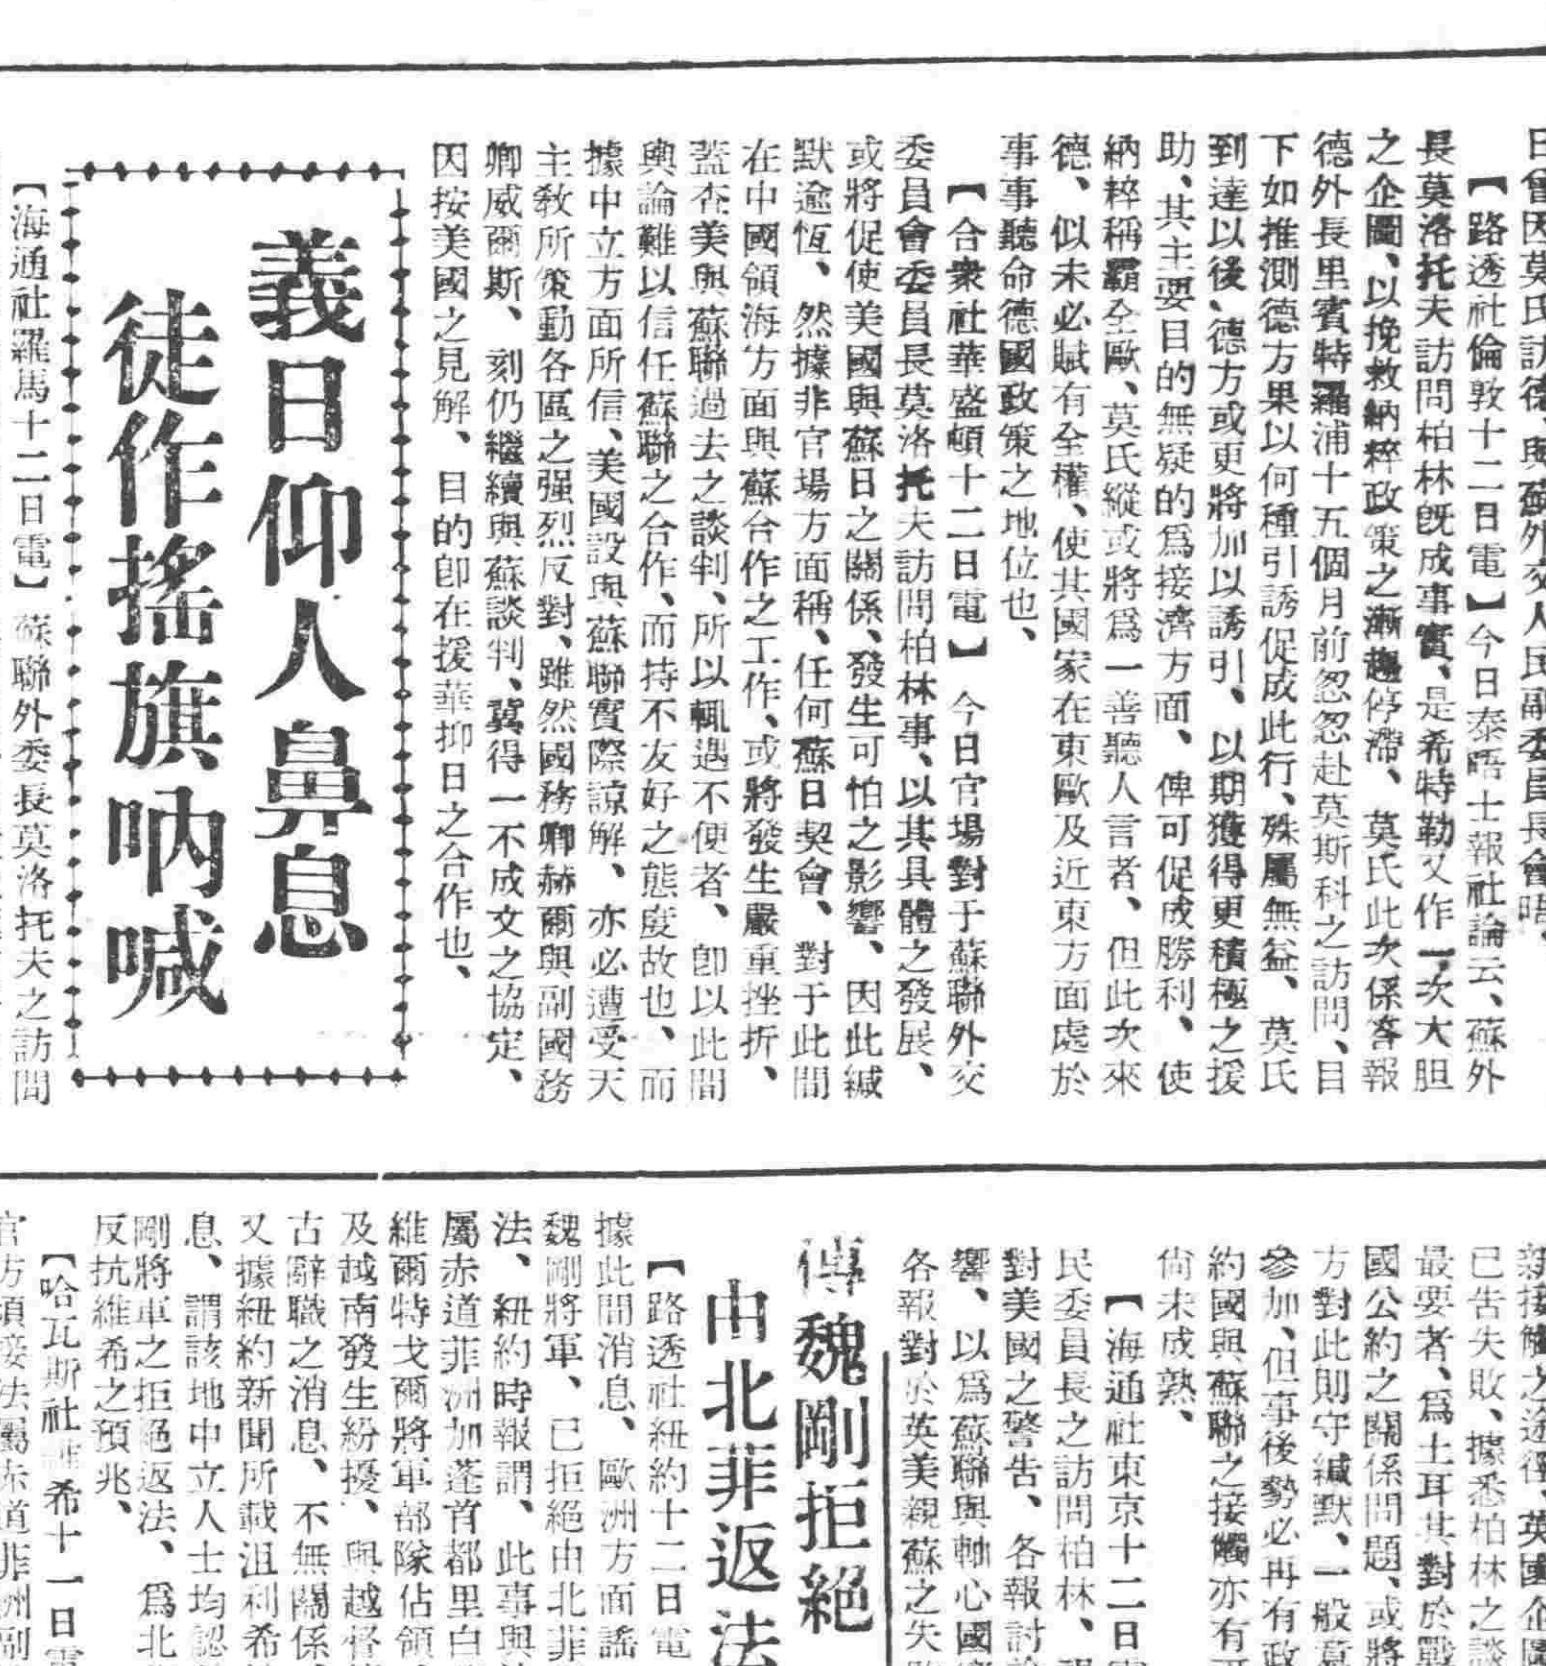 日曾因莫氏訪德、與蘇外交人民副委員長會晤、
【路透社倫敦十二日電】今日泰晤士報社論云、蘇外
長莫洛托夫訪問柏林旣成事實、是希特勒又作一次大胆
之企圖、以挽救納粹政策之漸趨停滯、莫氏此次係答報
德外長里賓特羅浦十五個月前忽忽赴莫斯科之訪問、目
下如推測德方果以何種引誘促成此行、殊屬無益、莫氏
到達以後、德方或更將加以誘引、以期獲得更積極之援
助、其主要目的無疑的爲接濟方面、俾可促成勝利、使
納粹稱霸全歐、莫氏縱或將爲一善聽人言者、但此次來
德、似未必賦有全權、使其國家在東歐及近東方面處於
事事聽命德國政策之地位也、
【合衆社華盛頓十二日電】今日官場對于蘇聯外交
委員會委員長莫洛托夫訪問柏林事、以其具體之發展、
或將促使美國與蘇日之關係、發生可怕之影響、因此緘
默逾恆、然據非官場方面稱、任何蘇日契會、對于此間
在中國領海方面與蘇合作之工作、或將發生嚴重挫折、
蓋杏美與蘇聯過去之談判、所以輒遇不便者、卽以此間
輿論難以信任蘇聯之合作、而持不友好之態度故也、而
據中立方面所信、美國設與蘇聯實際諒解、亦必遭受天
主敎所策動各區之强烈反對、雖然國務卿赫爾與副國務
卿威爾斯、刻仍繼續與蘇談判、冀得一不成文之協定、
因按美國之見解、目的卽在援華抑日之合作也、
義日仰人鼻息
徒作搖旗吶喊
【海通社羅馬十二日電】蘇聯外委長莫洛托夫之訪問
新接觸之途徑、英國企圖
已告失敗、據悉柏林之談
最要者、爲土耳其對於戰
國公約之關係問題、或將
方對此則守緘默、一般意
參加、但事後勢必再有政
約國與蘇聯之接觸亦有
尙未成熟、
【海通社東京十二日電
民委員長之訪問柏林、
對美國之警告、各報討論
響、以爲蘇聯與軸心國
各報對於英美親蘇之失
傳魏剛拒絕
由北菲返法
【路透社紐約十二日電
據此間消息、歐洲方面謠
魏剛將軍、已拒絕由北菲
法、紐約時報謂、此事與
屬赤道菲洲加蓬首都里白
維爾特戈爾將軍部隊佔領
及越南發生紛擾、與越督
古辭職之消息、不無關係
又據紐約新聞所載沮利希
息、謂該地中立人士均認
剛將軍之拒絕返法、爲北
反抗維希之預兆、
【哈瓦斯社維希十一日電
官方頃接法屬赤道菲洲副